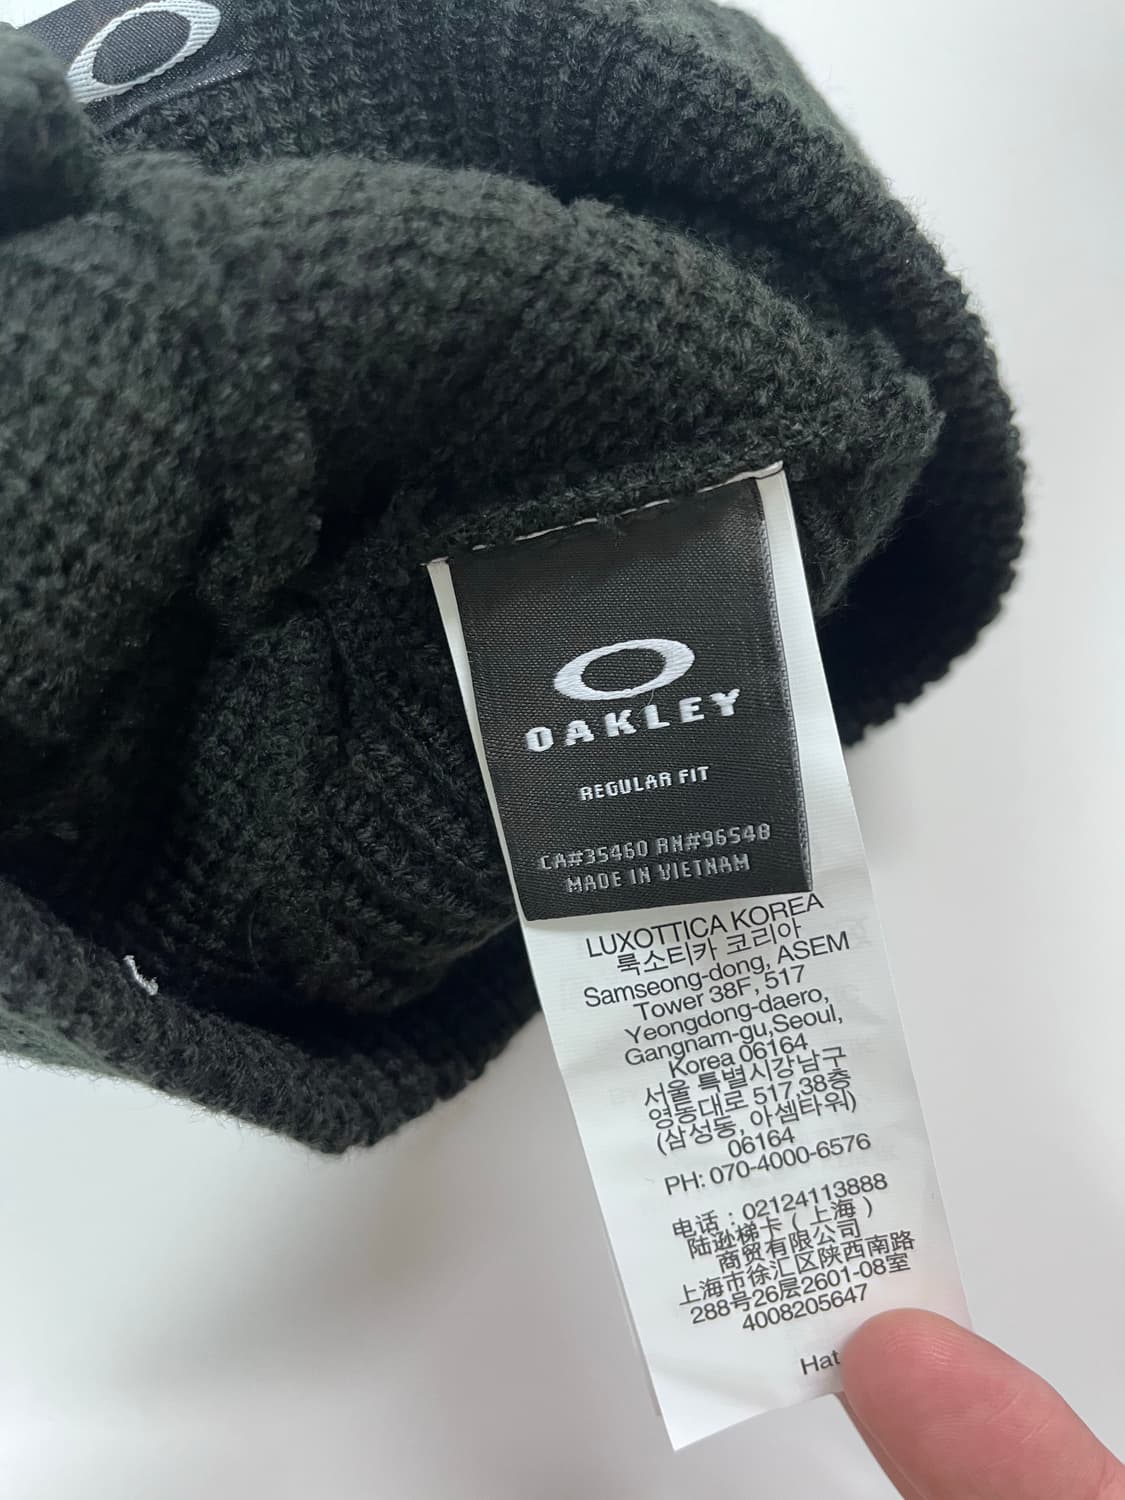 OAKLEY
REGULAR FIT
CA#35460 RN#96548
MADE IN VIETNAM
LUXOTTICA KOREA
룩소티카 코리아
Samseong-dong, ASEM
Tower 38F, 517
Yeongdong-daero,
Gangnam-gu,Seoul,
Korea 06164
서울 특별시강남구
영동대로 517,38층
(삼성동, 아셈타워)
06164
PH: 070-4000-6576
电话：02124113888
陆逊梯卡（上海）
商贸有限公司
上海市徐汇区陕西南路
288号26层2601-08室
4008205647
Hat